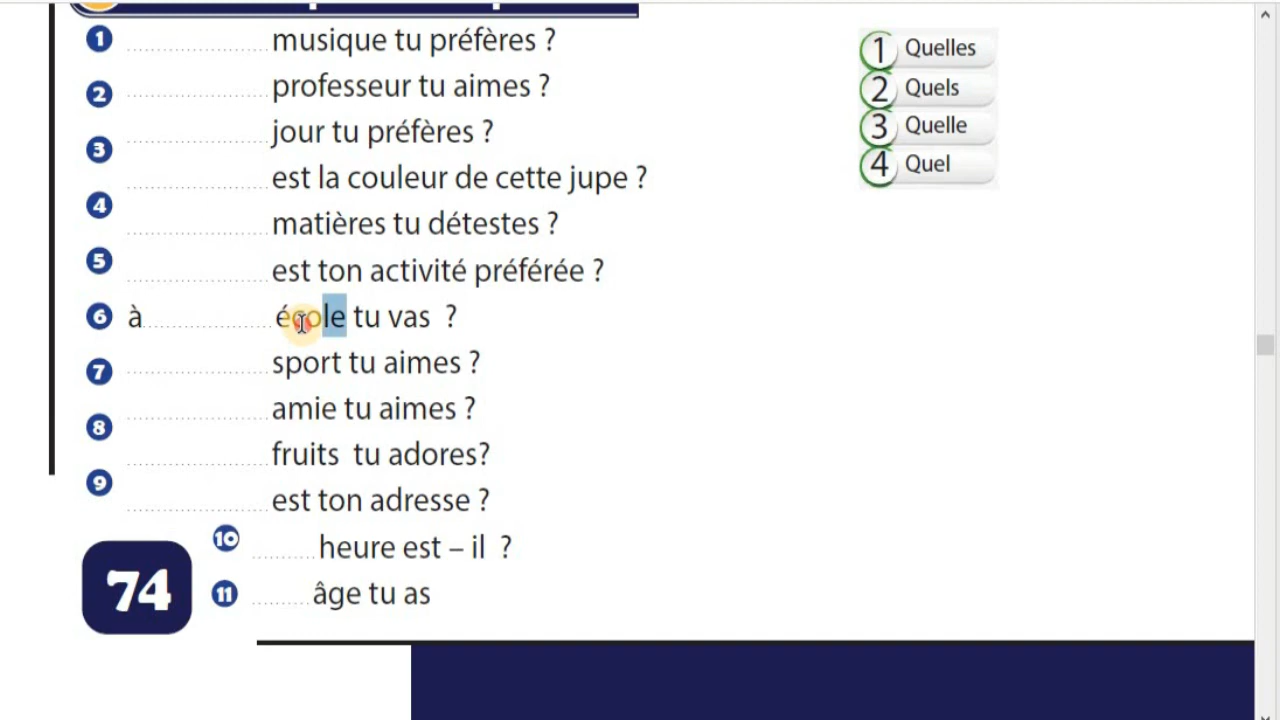 1 .................... musique tu préfères ?
2 .................... professeur tu aimes ?
3 .................... jour tu préfères ?
.................... est la couleur de cette jupe ?
4 .................... matières tu détestes ?
5 .................... est ton activité préférée ?
6 à.................. école tu vas ?
7 .................... sport tu aimes ?
8 .................... amie tu aimes ?
.................... fruits tu adores?
9 .................... est ton adresse ?
10 ......... heure est – il ?
11 ......... âge tu as
74
1 Quelles
2 Quels
3 Quelle
4 Quel